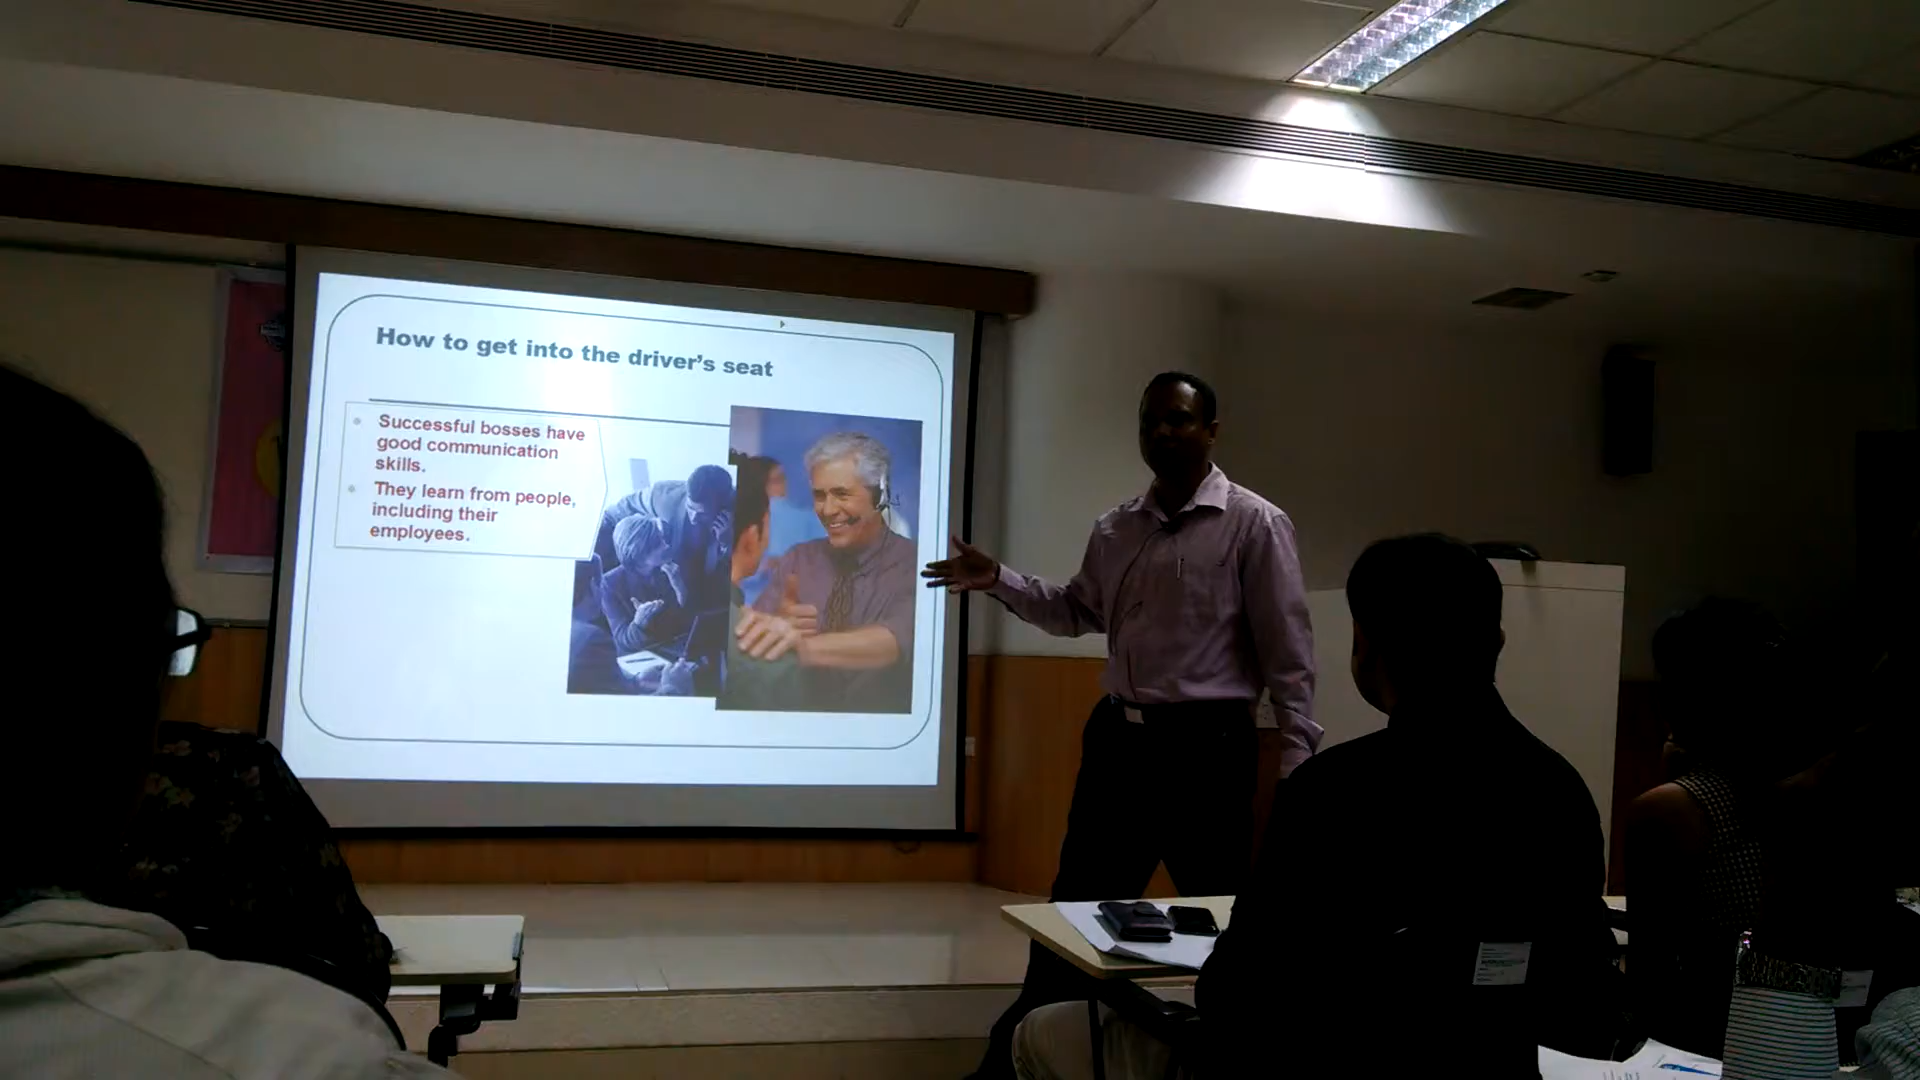 How to get into the driver's seat
Successful bosses have
good communication
skills.
They learn from people,
including their
employees.